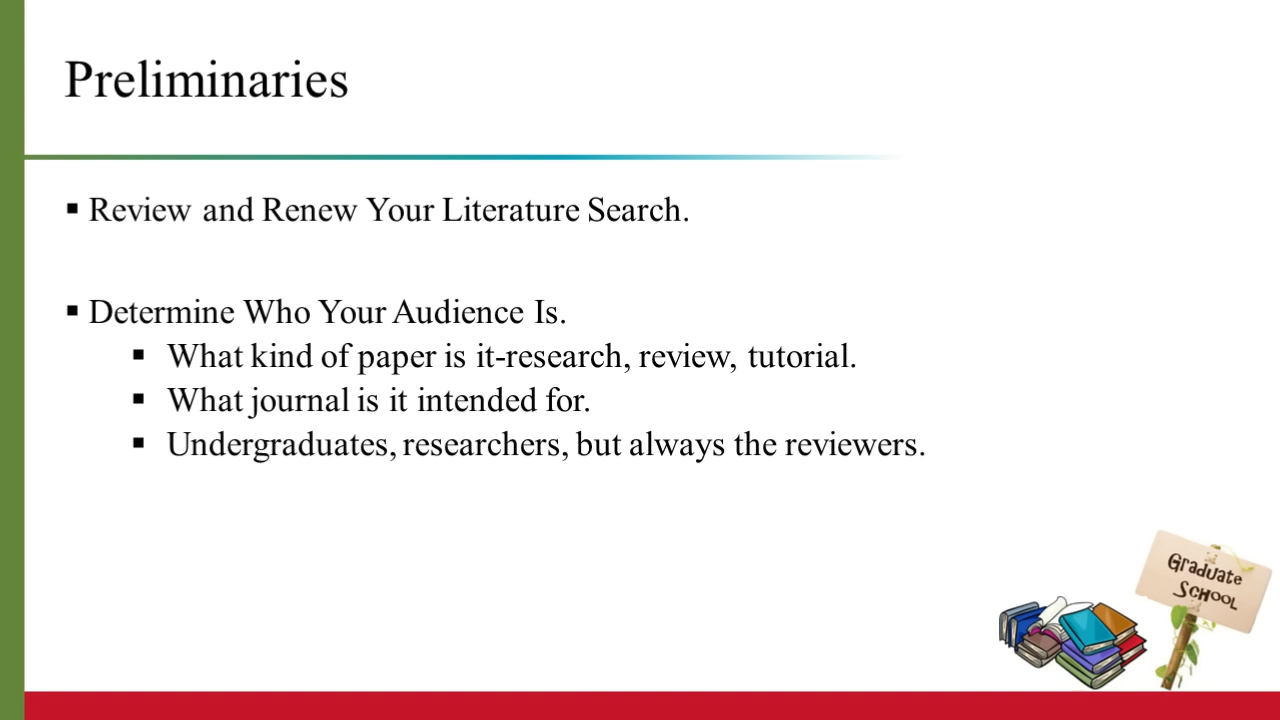 Preliminaries
▪ Review and Renew Your Literature Search.
▪ Determine Who Your Audience Is.
▪ What kind of paper is it-research, review, tutorial.
▪ What journal is it intended for.
▪ Undergraduates, researchers, but always the reviewers.
Graduate
SCHOOL